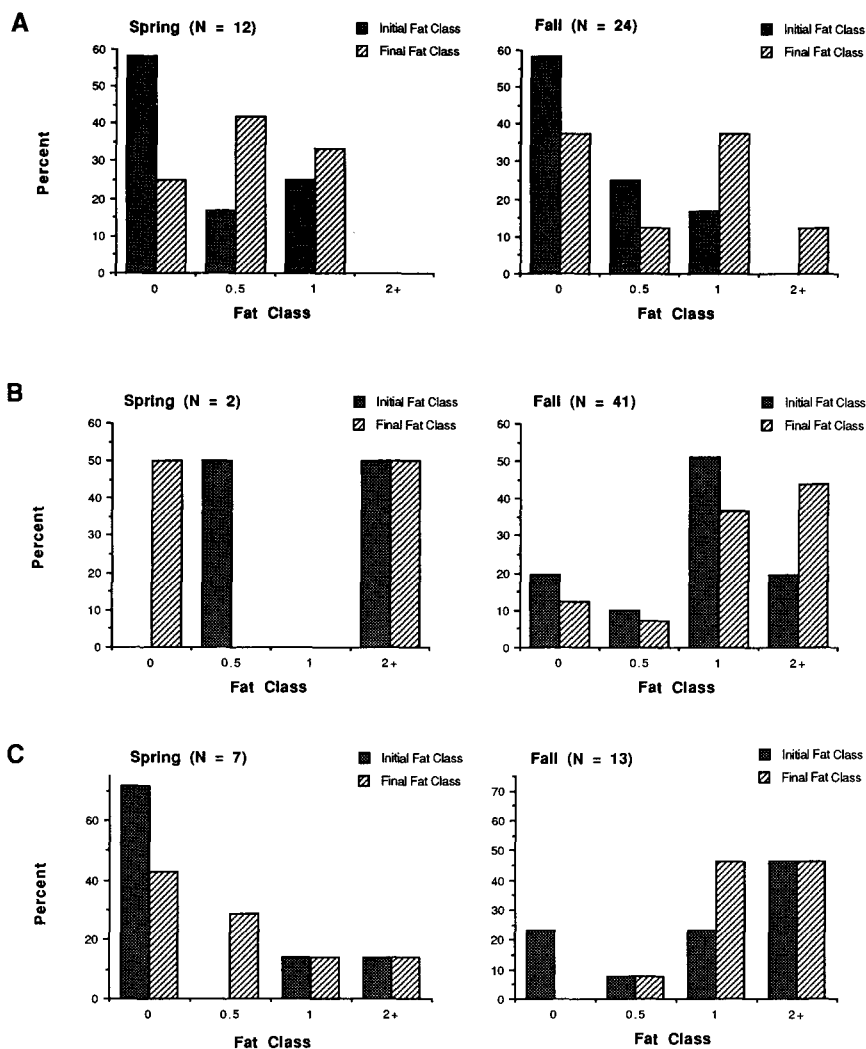 A
Spring (N = 12)
Initial Fat Class
Final Fat Class
Percent
60
50
40
30
20
10
0
0 0.5 1 2+
Fat Class
Fall (N = 24)
Initial Fat Class
Final Fat Class
60
50
40
30
20
10
0
0 0.5 1 2+
Fat Class
B
Spring (N = 2)
Initial Fat Class
Final Fat Class
Percent
60
50
40
30
20
10
0
0 0.5 1 2+
Fat Class
Fall (N = 41)
Initial Fat Class
Final Fat Class
60
50
40
30
20
10
0
0 0.5 1 2+
Fat Class
C
Spring (N = 7)
Initial Fat Class
Final Fat Class
Percent
60
40
20
0
0 0.5 1 2+
Fat Class
Fall (N = 13)
Initial Fat Class
Final Fat Class
70
60
50
40
30
20
10
0
0 0.5 1 2+
Fat Class